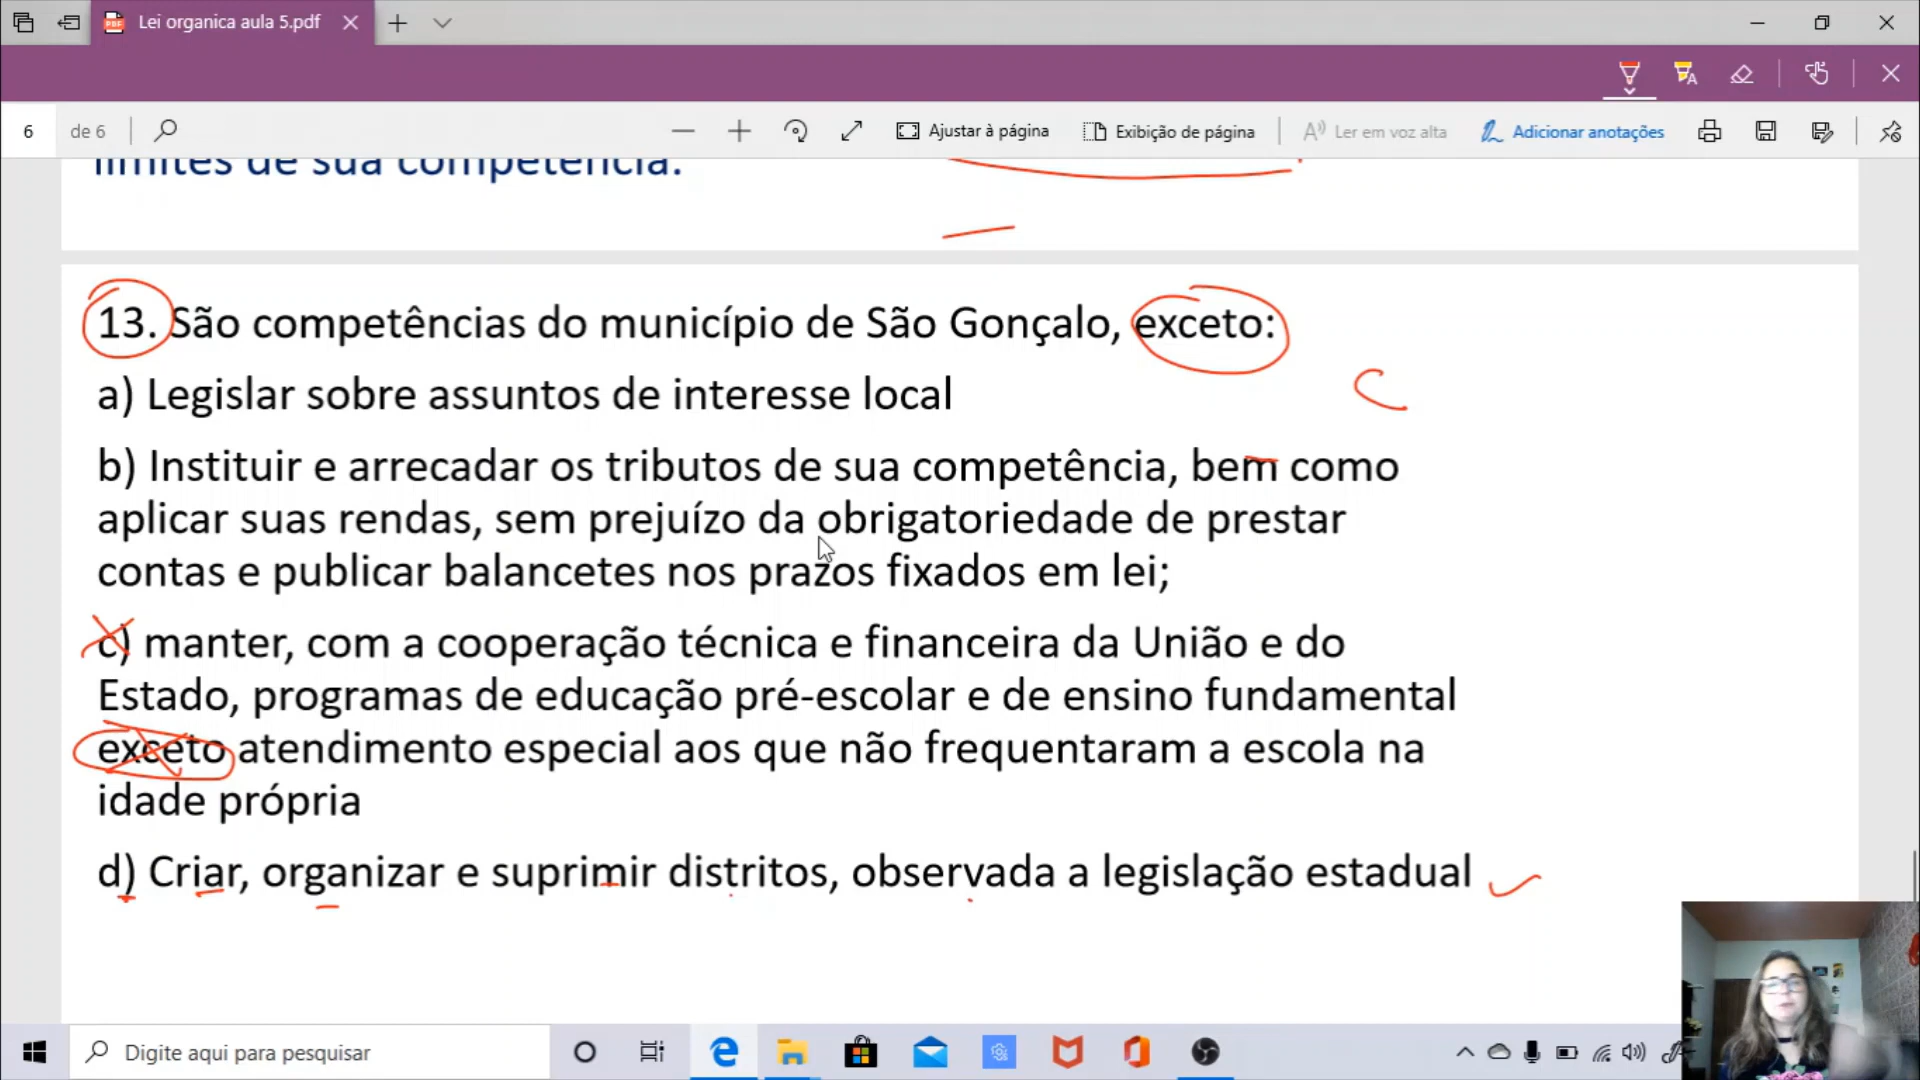 Lei organica aula 5.pdf
6 de 6
Ajustar à página
Exibição de página
Ler em voz alta
Adicionar anotações
limites de sua competência.
13. São competências do município de São Gonçalo, exceto:
a) Legislar sobre assuntos de interesse local
b) Instituir e arrecadar os tributos de sua competência, bem como
aplicar suas rendas, sem prejuízo da obrigatoriedade de prestar
contas e publicar balancetes nos prazos fixados em lei;
c) manter, com a cooperação técnica e financeira da União e do
Estado, programas de educação pré-escolar e de ensino fundamental
exceto atendimento especial aos que não frequentaram a escola na
idade própria
d) Criar, organizar e suprimir distritos, observada a legislação estadual
Digite aqui para pesquisar